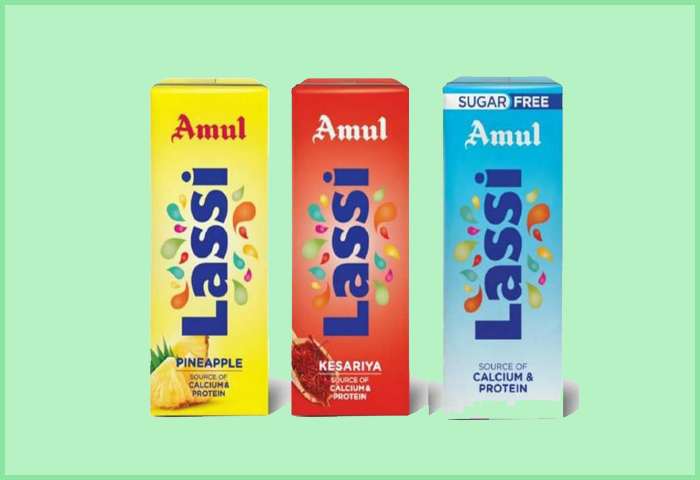 Amul
Lassi
PINEAPPLE
SOURCE OF
CALCIUM &
PROTEIN
Amul
Lassi
KESARIYA
SOURCE OF
CALCIUM &
PROTEIN
SUGAR FREE
Amul
Lassi
SOURCE OF
CALCIUM &
PROTEIN